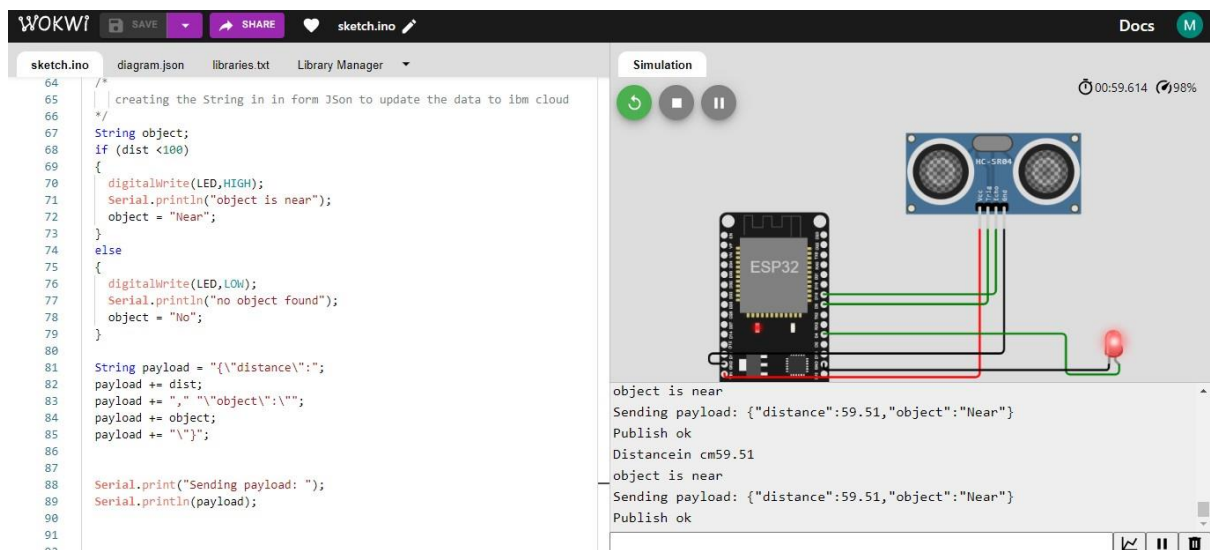 WOKWI SAVE SHARE sketch.ino Docs M
sketch.ino diagram.json libraries.txt Library Manager
64 /*
65 creating the String in in form JSon to update the data to ibm cloud
66 */
67 String object;
68 if (dist <100)
69 {
70 digitalWrite(LED,HIGH);
71 Serial.println("object is near");
72 object = "Near";
73 }
74 else
75 {
76 digitalWrite(LED,LOW);
77 Serial.println("no object found");
78 object = "No";
79 }
80
81 String payload = "{\"distance\":";
82 payload += dist;
83 payload += "," "\"object\":\"";
84 payload += object;
85 payload += "\"}";
86
87
88 Serial.print("Sending payload: ");
89 Serial.println(payload);
90
91
Simulation
00:59.614 98%
HC-SR04
Vcc
Trig
Echo
Gnd
ESP32
object is near
Sending payload: {"distance":59.51,"object":"Near"}
Publish ok
Distancein cm59.51
object is near
Sending payload: {"distance":59.51,"object":"Near"}
Publish ok